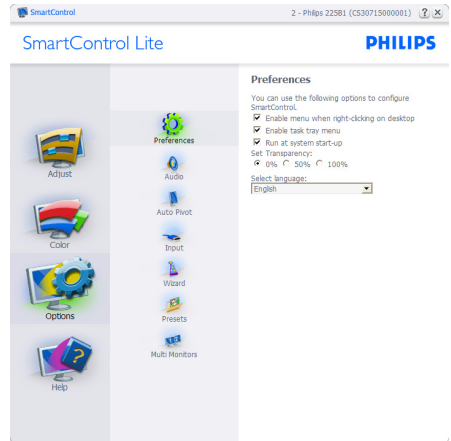 SmartControl
2 - Philips 225B1 (CS30715000001)
? X
SmartControl Lite
PHILIPS
Adjust
Color
Options
Help
Preferences
Audio
Auto Pivot
Input
Wizard
Presets
Multi Monitors
Preferences
You can use the following options to configure
SmartControl.
Enable menu when right-clicking on desktop
Enable task tray menu
Run at system start-up
Set Transparency:
0% 50% 100%
Select language:
English